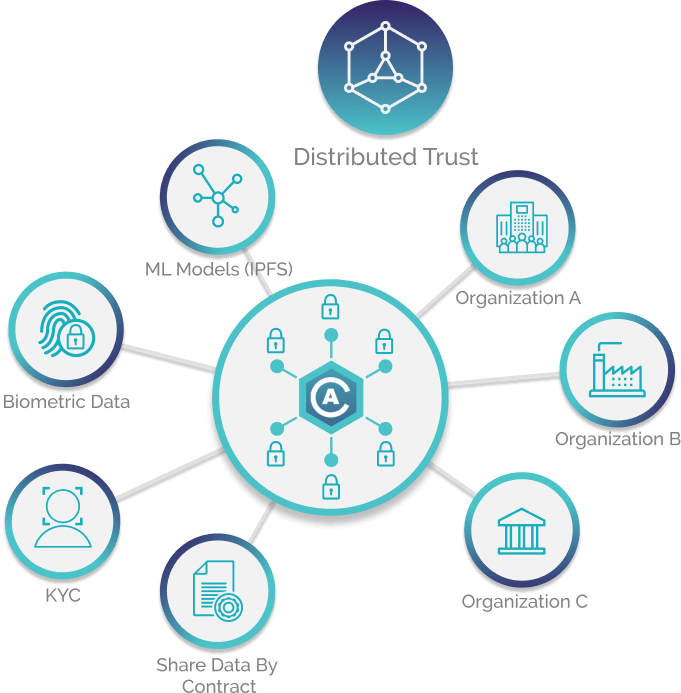 Distributed Trust
ML Models (IPFS)
Organization A
Biometric Data
A
Organization B
KYC
Organization C
Share Data By
Contract